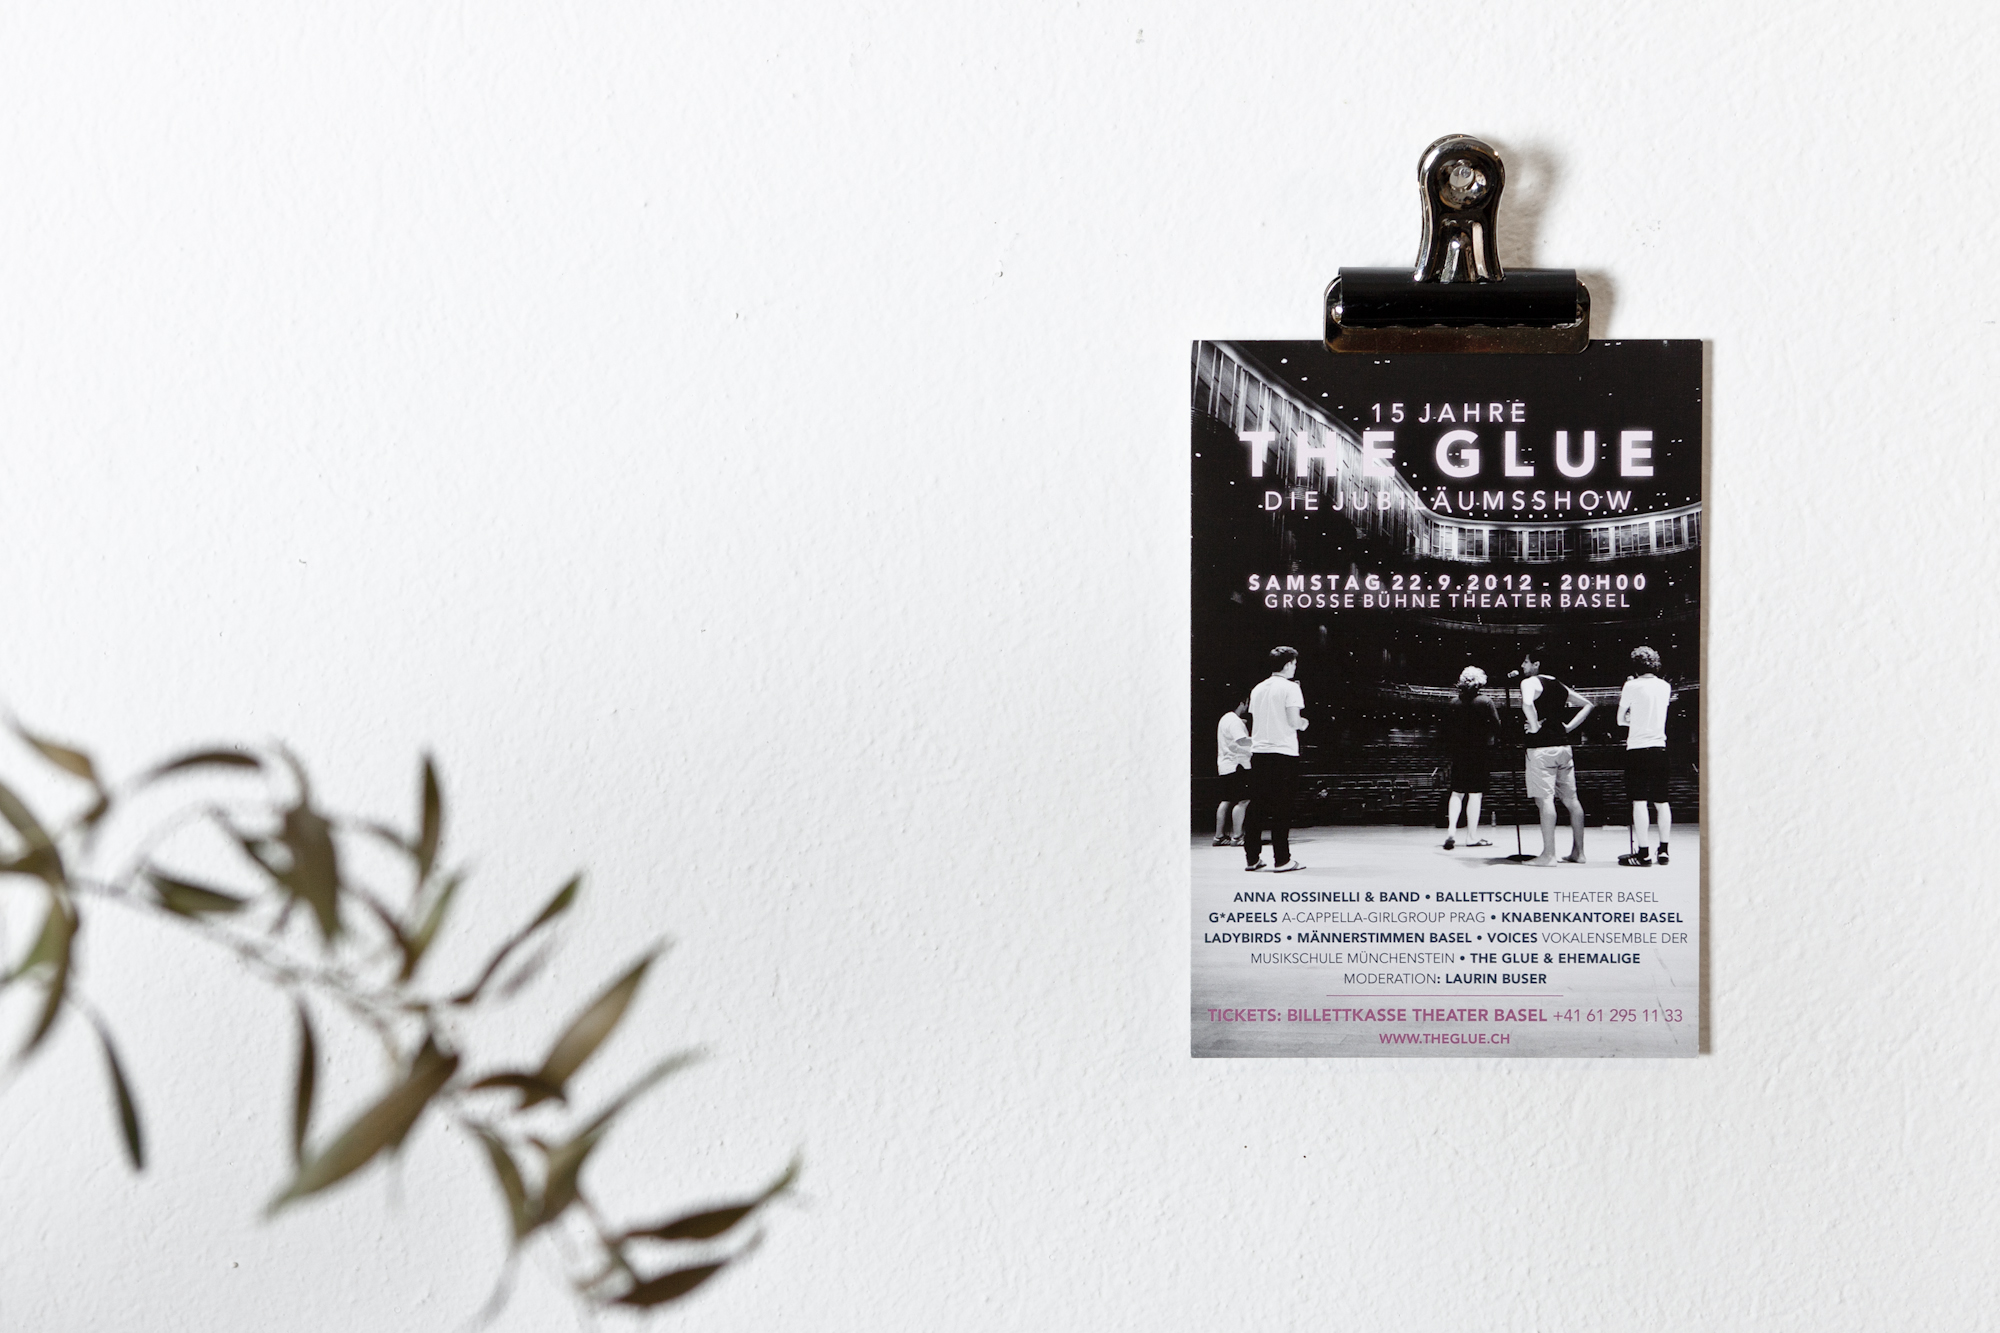 15 JAHRE
THE GLUE
DIE JUBILÄUMSSHOW
SAMSTAG 22.9.2012 - 20H00
GROSSE BÜHNE THEATER BASEL
ANNA ROSSINELLI & BAND • BALLETTSCHULE THEATER BASEL
G*APEELS A-CAPPELLA-GIRLGROUP PRAG • KNABENKANTOREI BASEL
LADYBIRDS • MÄNNERSTIMMEN BASEL • VOICES VOKALENSEMBLE DER
MUSIKSCHULE MÜNCHENSTEIN • THE GLUE & EHEMALIGE
MODERATION: LAURIN BUSER
TICKETS: BILLETTKASSE THEATER BASEL +41 61 295 11 33
WWW.THEGLUE.CH